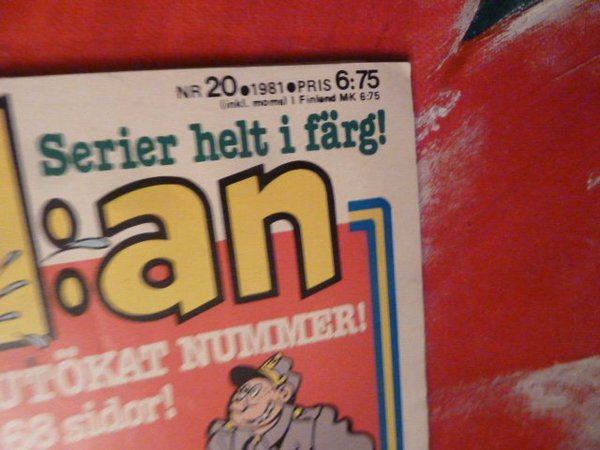 NR 20 • 1981 • PRIS 6:75
(inkl. moms) I Finland MK 6:75
Serier helt i färg!
:an
UTÖKAT NUMMER!
68 sidor!